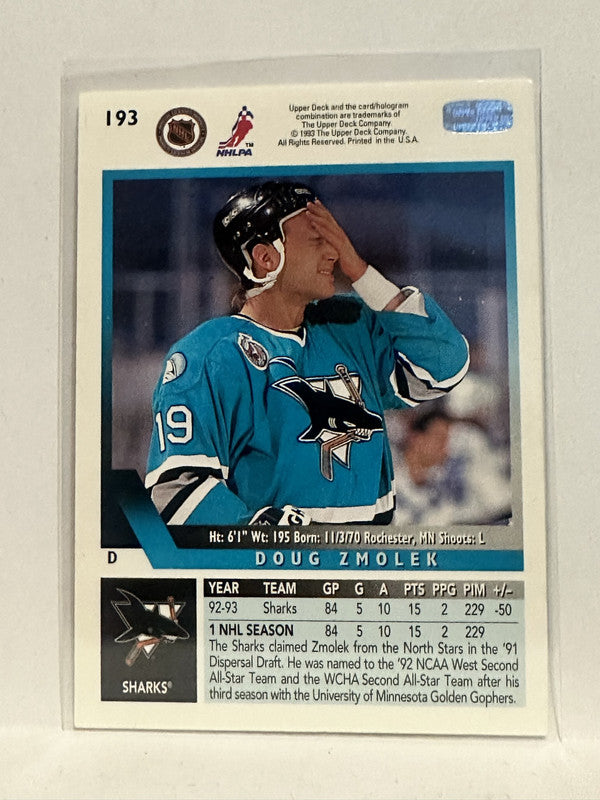 193
NHL
NHLPA™
Upper Deck and the card/hologram
combination are trademarks of
The Upper Deck Company.
© 1993 The Upper Deck Company.
All Rights Reserved. Printed in the U.S.A.
19
Ht: 6'1" Wt: 195 Born: 11/3/70 Rochester, MN Shoots: L
D
DOUG ZMOLEK
YEAR TEAM GP G A PTS PPG PIM +/–
92-93 Sharks 84 5 10 15 2 229 -50
1 NHL SEASON 84 5 10 15 2 229
The Sharks claimed Zmolek from the North Stars in the '91
Dispersal Draft. He was named to the '92 NCAA West Second
All-Star Team and the WCHA Second All-Star Team after his
third season with the University of Minnesota Golden Gophers.
SHARKS®